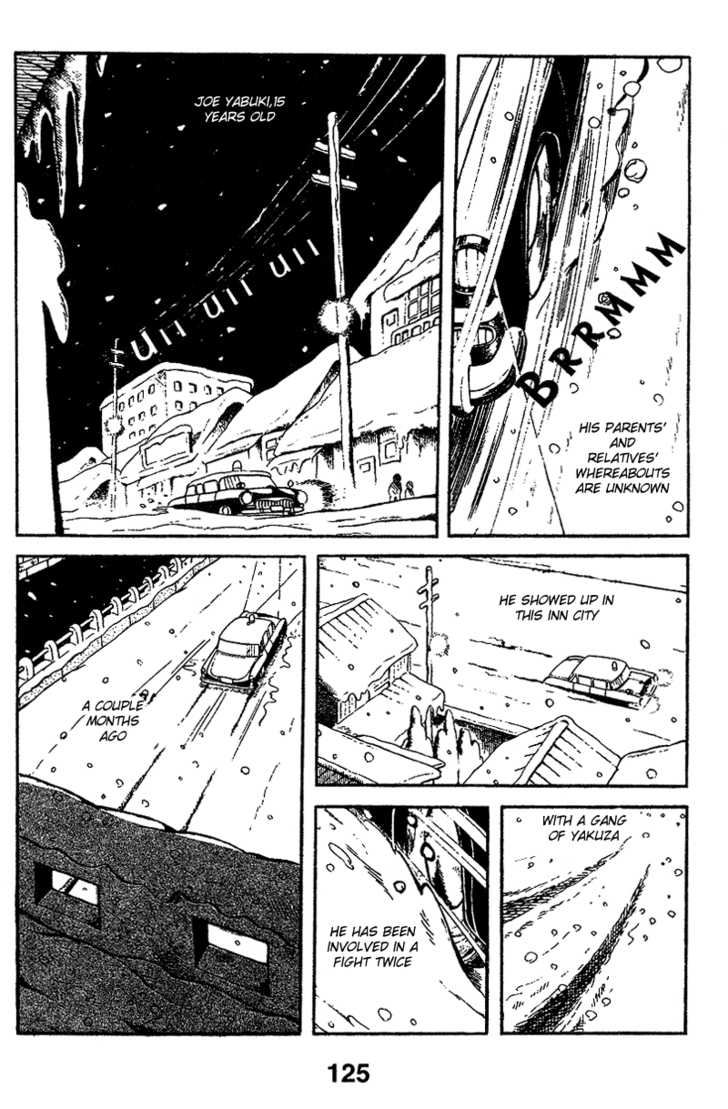 JOE YABUKI,15
YEARS OLD
UII UII UII
BRRMMM
HIS PARENTS'
AND
RELATIVES'
WHEREABOUTS
ARE UNKNOWN
A COUPLE
MONTHS
AGO
HE SHOWED UP IN
THIS INN CITY
HE HAS BEEN
INVOLVED IN A
FIGHT TWICE
WITH A GANG
OF YAKUZA
125